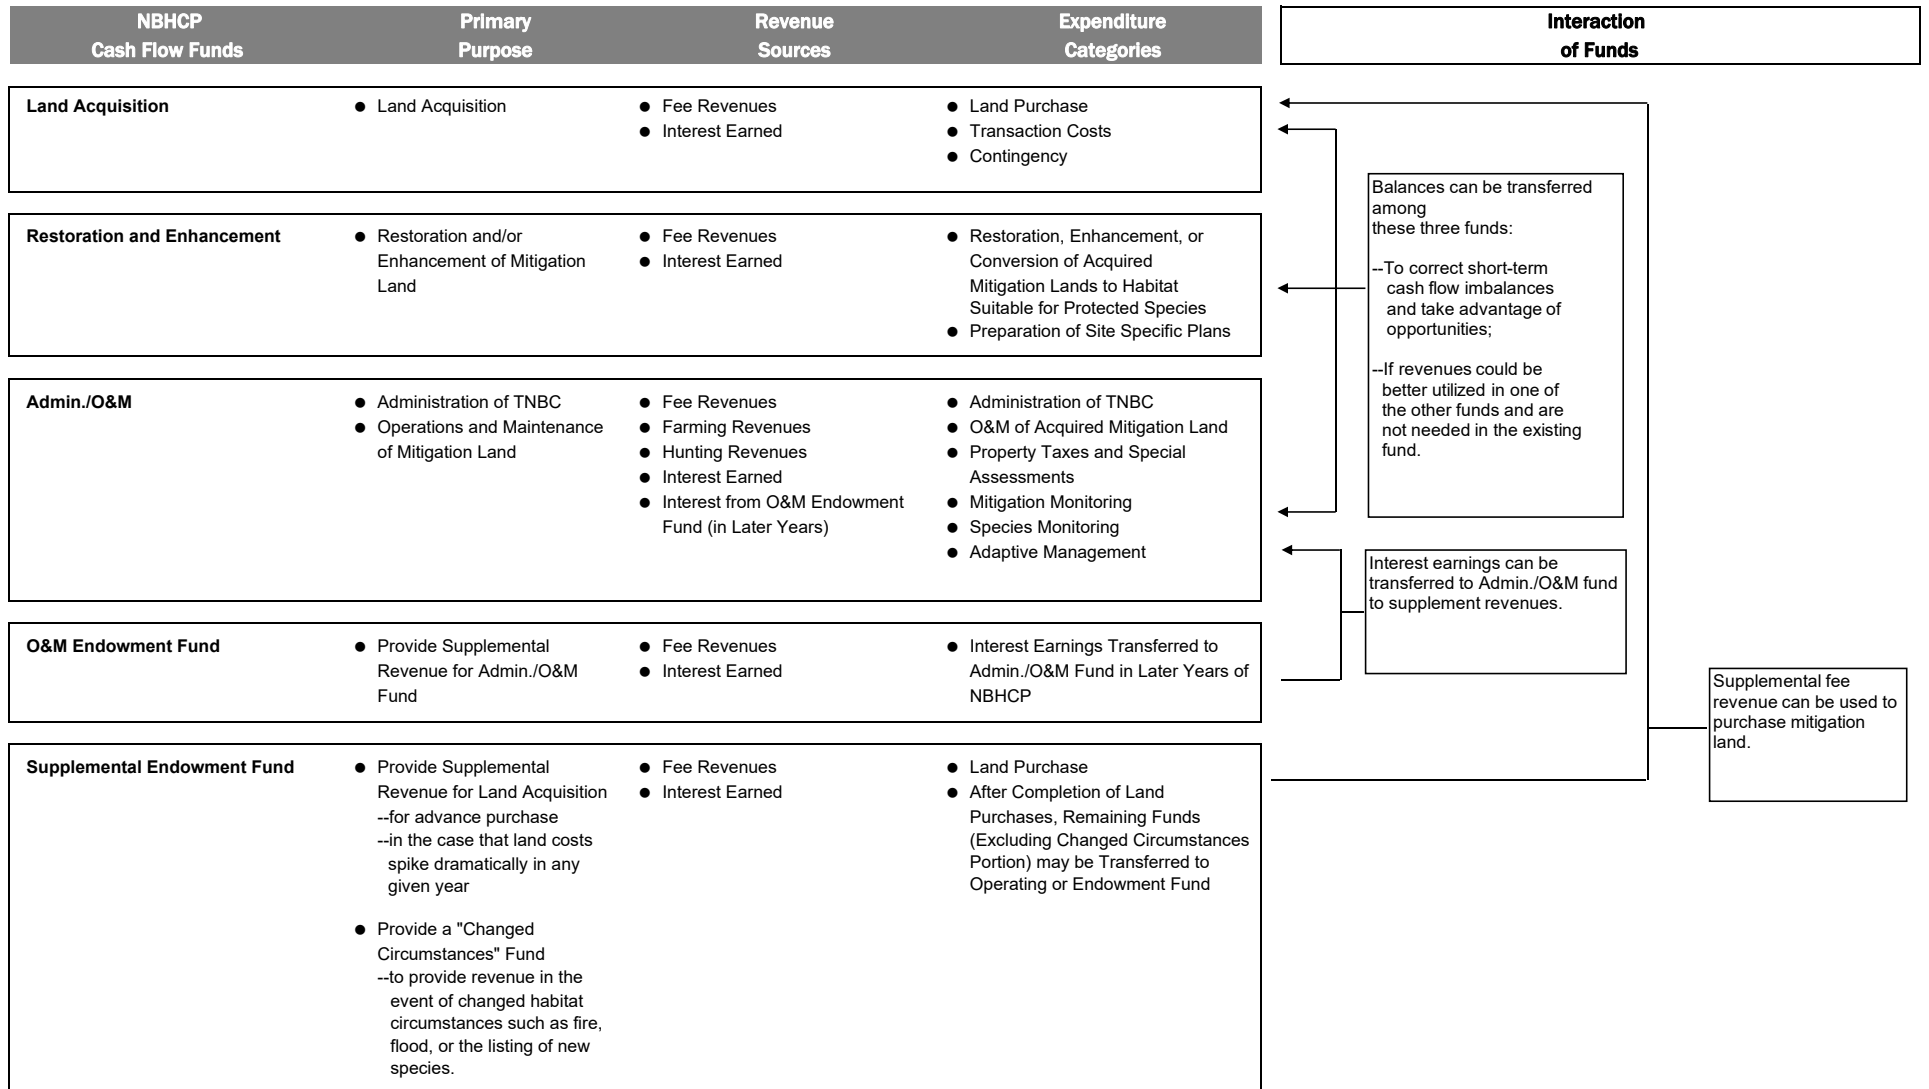 NBHCP
Cash Flow Funds
Primary
Purpose
Revenue
Sources
Expenditure
Categories
Interaction
of Funds
Land Acquisition
● Land Acquisition
● Fee Revenues
● Interest Earned
● Land Purchase
● Transaction Costs
● Contingency
Restoration and Enhancement
● Restoration and/or
Enhancement of Mitigation
Land
● Fee Revenues
● Interest Earned
● Restoration, Enhancement, or
Conversion of Acquired
Mitigation Lands to Habitat
Suitable for Protected Species
● Preparation of Site Specific Plans
Admin./O&M
● Administration of TNBC
● Operations and Maintenance
of Mitigation Land
● Fee Revenues
● Farming Revenues
● Hunting Revenues
● Interest Earned
● Interest from O&M Endowment
Fund (in Later Years)
● Administration of TNBC
● O&M of Acquired Mitigation Land
● Property Taxes and Special
Assessments
● Mitigation Monitoring
● Species Monitoring
● Adaptive Management
O&M Endowment Fund
● Provide Supplemental
Revenue for Admin./O&M
Fund
● Fee Revenues
● Interest Earned
● Interest Earnings Transferred to
Admin./O&M Fund in Later Years of
NBHCP
Supplemental Endowment Fund
● Provide Supplemental
Revenue for Land Acquisition
--for advance purchase
--in the case that land costs
spike dramatically in any
given year
● Provide a "Changed
Circumstances" Fund
--to provide revenue in the
event of changed habitat
circumstances such as fire,
flood, or the listing of new
species.
● Fee Revenues
● Interest Earned
● Land Purchase
● After Completion of Land
Purchases, Remaining Funds
(Excluding Changed Circumstances
Portion) may be Transferred to
Operating or Endowment Fund
Balances can be transferred
among
these three funds:
--To correct short-term
cash flow imbalances
and take advantage of
opportunities;
--If revenues could be
better utilized in one of
the other funds and are
not needed in the existing
fund.
Interest earnings can be
transferred to Admin./O&M fund
to supplement revenues.
Supplemental fee
revenue can be used to
purchase mitigation
land.